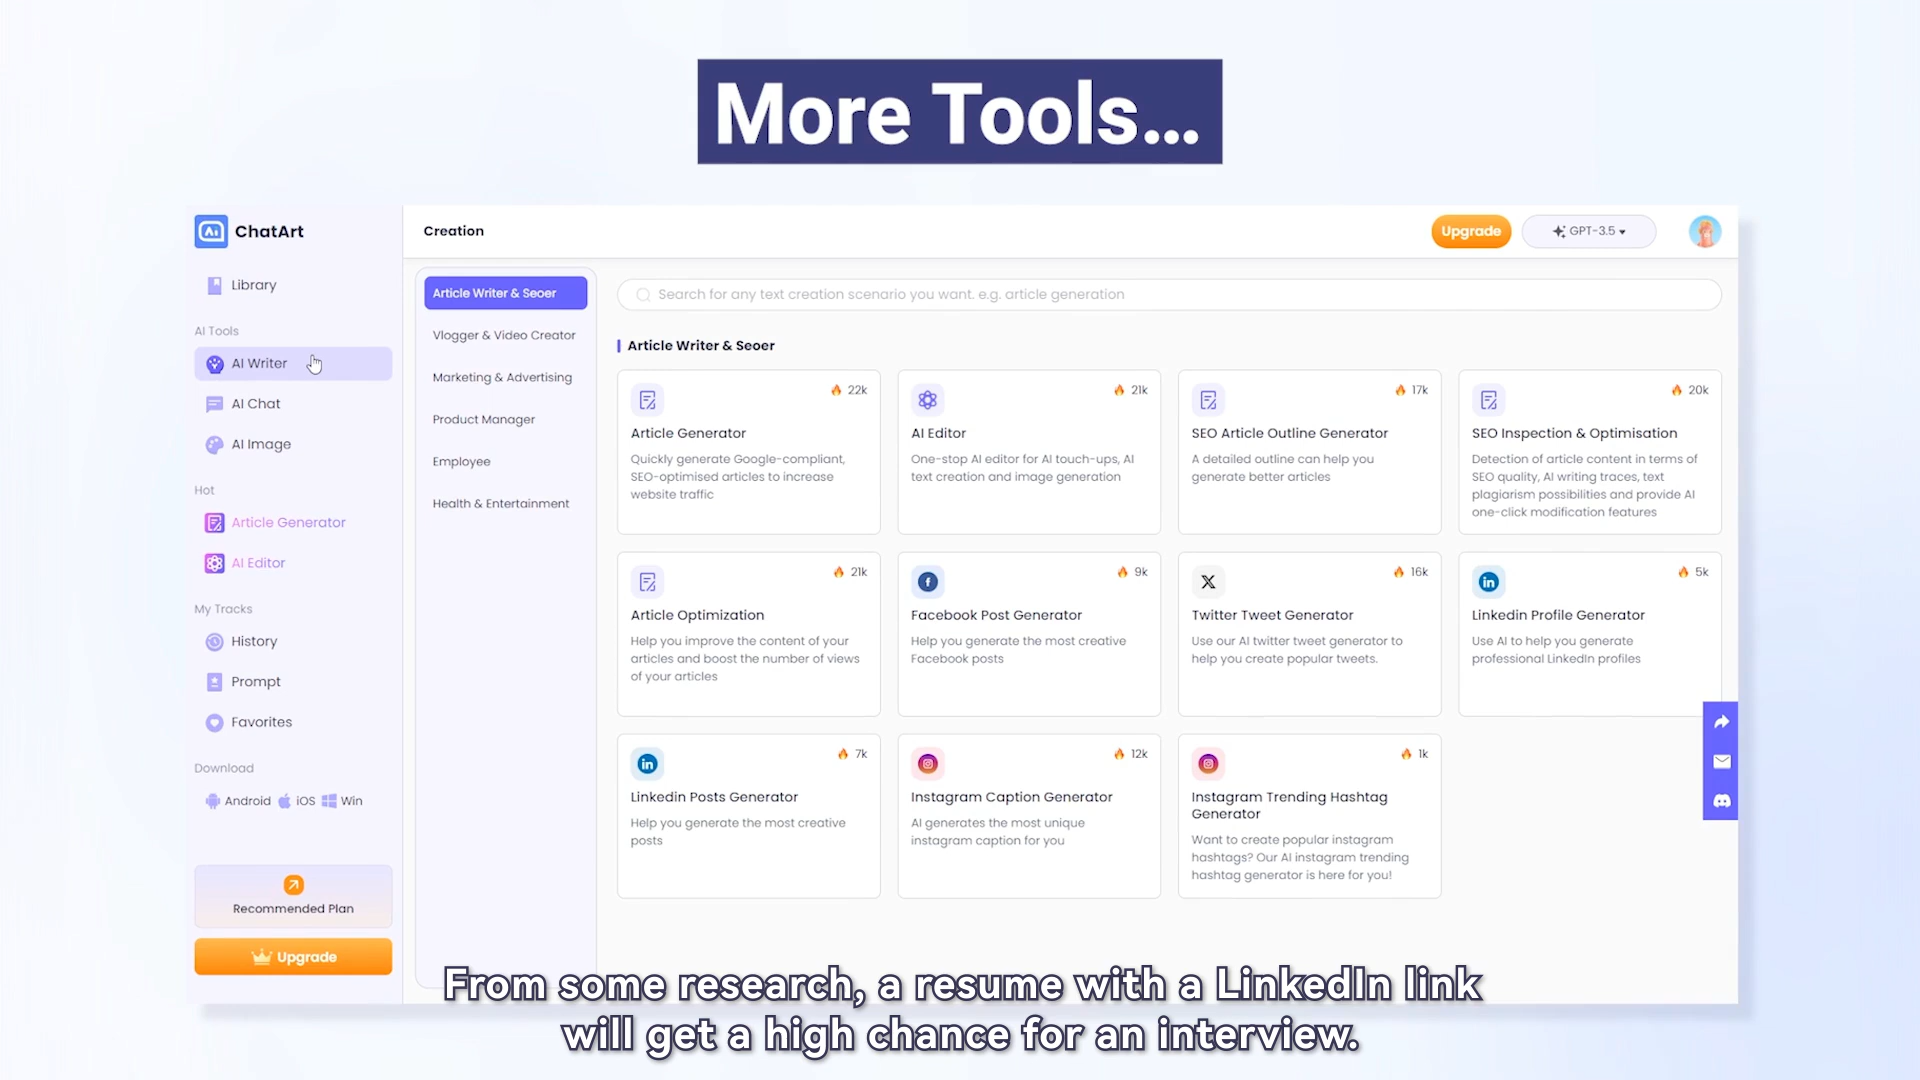 More Tools...
ChatArt
Creation
Upgrade
GPT-3.5
Library
AI Tools
AI Writer
AI Chat
AI Image
Hot
Article Generator
AI Editor
My Tracks
History
Prompt
Favorites
Download
Android iOS Win
Recommended Plan
Upgrade
Article Writer & Seoer
Vlogger & Video Creator
Marketing & Advertising
Product Manager
Employee
Health & Entertainment
Search for any text creation scenario you want. e.g. article generation
Article Writer & Seoer
22k
Article Generator
Quickly generate Google-compliant,
SEO-optimised articles to increase
website traffic
21k
AI Editor
One-stop AI editor for AI touch-ups, AI
text creation and image generation
17k
SEO Article Outline Generator
A detailed outline can help you
generate better articles
20k
SEO Inspection & Optimisation
Detection of article content in terms of
SEO quality, AI writing traces, text
plagiarism possibilities and provide AI
one-click modification features
21k
Article Optimization
Help you improve the content of your
articles and boost the number of views
of your articles
9k
Facebook Post Generator
Help you generate the most creative
Facebook posts
16k
Twitter Tweet Generator
Use our AI twitter tweet generator to
help you create popular tweets.
5k
Linkedin Profile Generator
Use AI to help you generate
professional LinkedIn profiles
7k
Linkedin Posts Generator
Help you generate the most creative
posts
12k
Instagram Caption Generator
AI generates the most unique
instagram caption for you
1k
Instagram Trending Hashtag
Generator
Want to create popular instagram
hashtags? Our AI instagram trending
hashtag generator is here for you!
From some research, a resume with a LinkedIn link
will get a high chance for an interview.